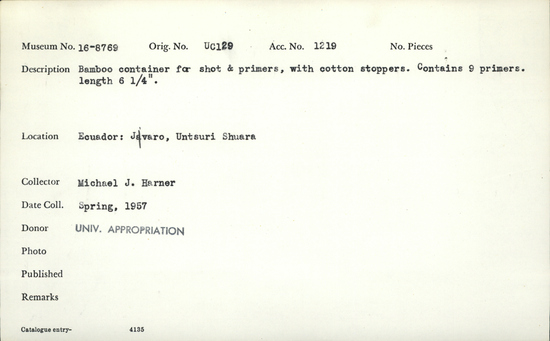 Museum No. 16-8769 Orig. No. UC129 Acc. No. 1219 No. Pieces
Description Bamboo container for shot & primers, with cotton stoppers. Contains 9 primers.
length 6 1/4".
Location Ecuador: Jívaro, Untsuri Shuara
Collector Michael J. Harner
Date Coll. Spring, 1957
Donor UNIV. APPROPRIATION
Photo
Published
Remarks
Catalogue entry- 4135